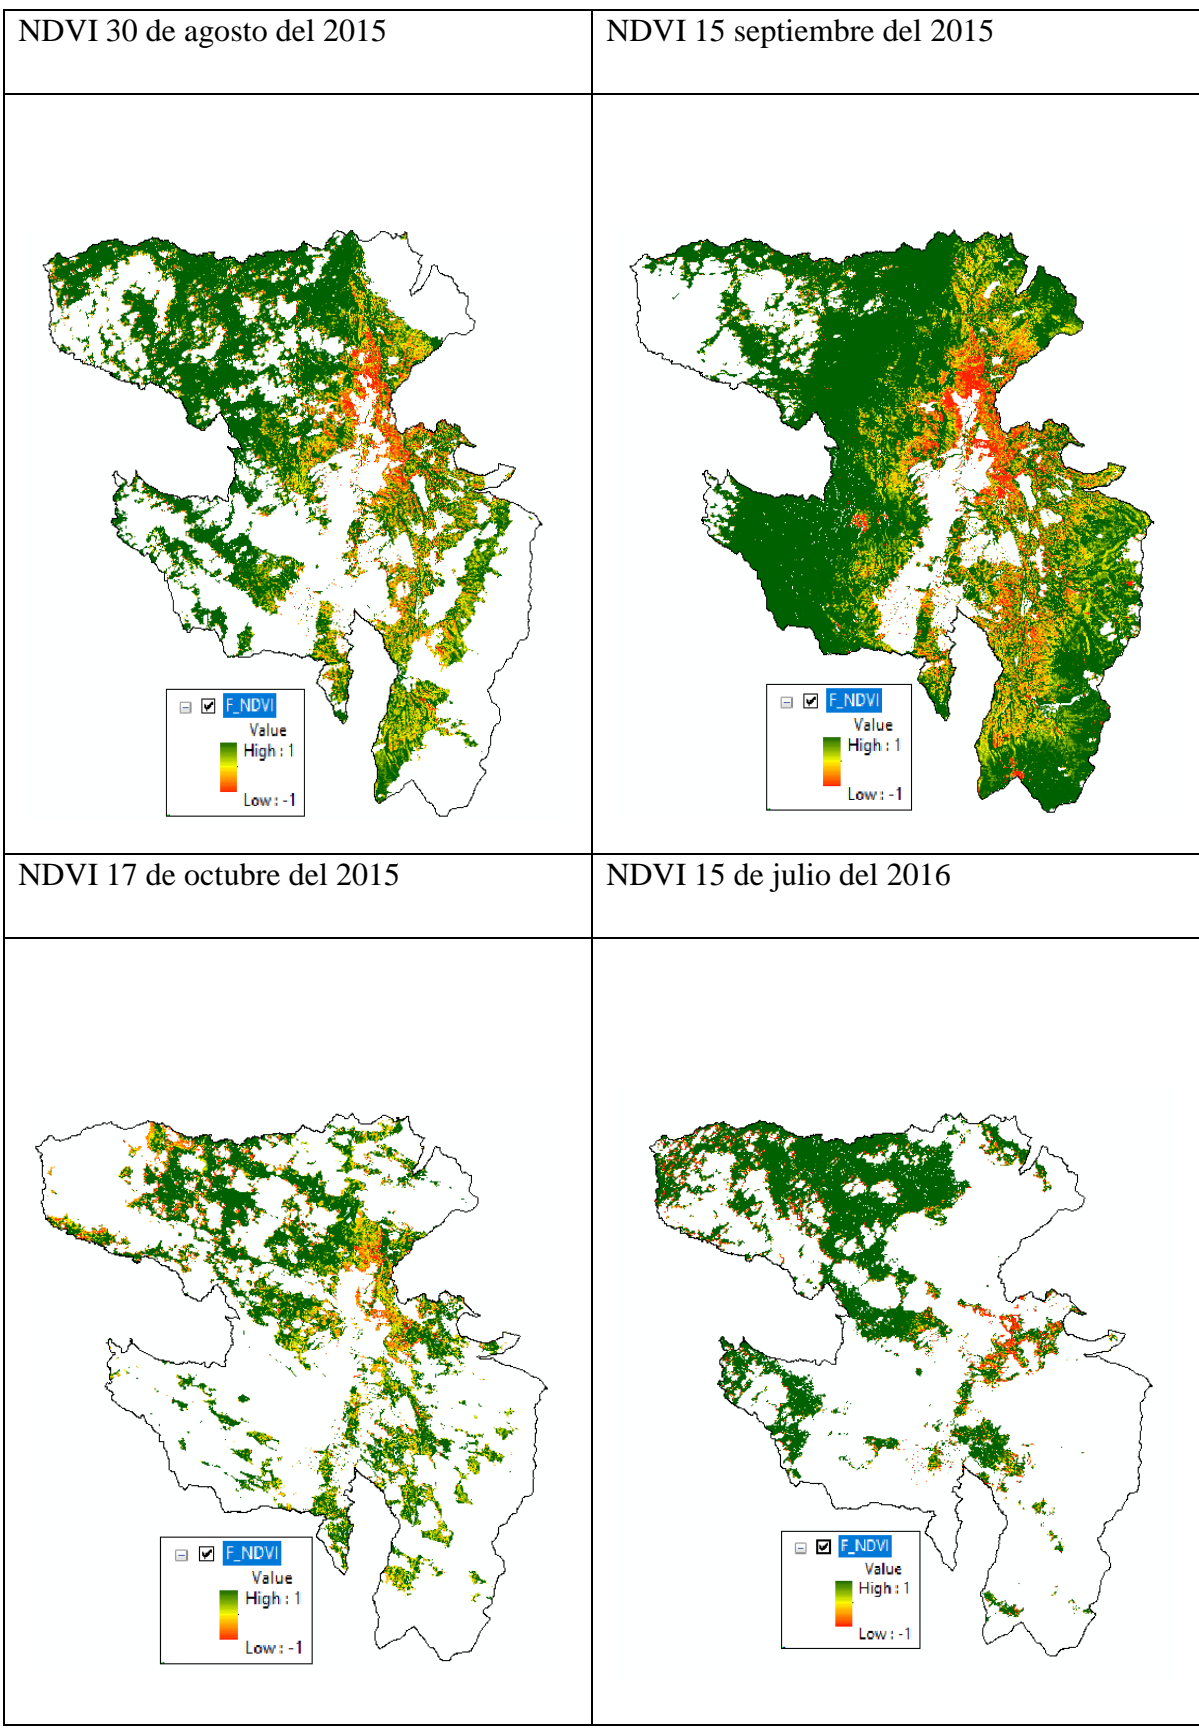 NDVI 30 de agosto del 2015
NDVI 15 septiembre del 2015
F_NDVI
Value
High : 1
Low : -1
F_NDVI
Value
High : 1
Low : -1
NDVI 17 de octubre del 2015
NDVI 15 de julio del 2016
F_NDVI
Value
High : 1
Low : -1
F_NDVI
Value
High : 1
Low : -1